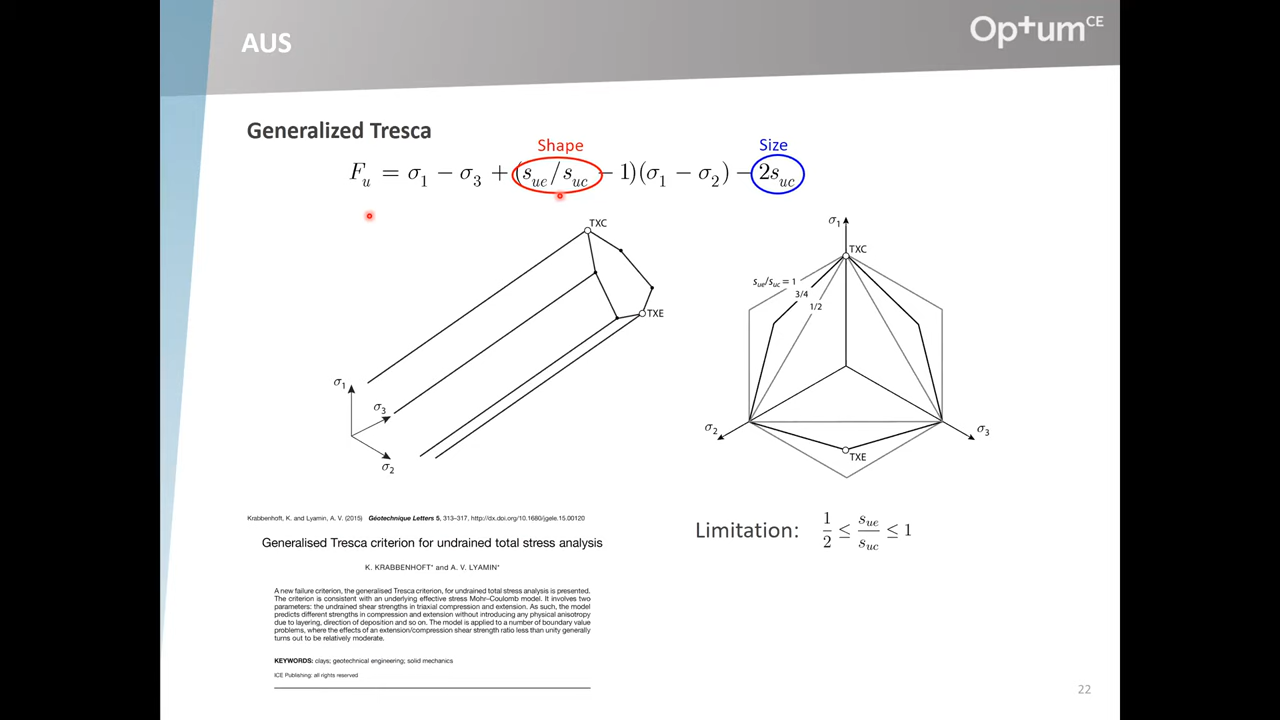 AUS
Op+um CE
Generalized Tresca
Shape
Size
F_u = σ_1 − σ_3 + (s_ue/s_uc − 1)(σ_1 − σ_2) − 2s_uc
TXC
TXE
σ_1
σ_3
σ_2
σ_1
TXC
s_ue/s_uc = 1
3/4
1/2
σ_2
σ_3
TXE
Limitation: 1/2 ≤ s_ue/s_uc ≤ 1
Krabbenhoft, K. and Lyamin, A. V. (2015) Géotechnique Letters 5, 313–317, http://dx.doi.org/10.1680/jgele.15.00120
Generalised Tresca criterion for undrained total stress analysis
K. KRABBENHOFT* and A. V. LYAMIN*
A new failure criterion, the generalised Tresca criterion, for undrained total stress analysis is presented.
The criterion is consistent with an underlying effective stress Mohr–Coulomb model. It involves two
parameters: the undrained shear strengths in triaxial compression and extension. As such, the model
predicts different strengths in compression and extension without introducing any physical anisotropy
due to layering, direction of deposition and so on. The model is applied to a number of boundary value
problems, where the effects of an extension/compression shear strength ratio less than unity generally
turns out to be relatively moderate.
KEYWORDS: clays; geotechnical engineering; solid mechanics
ICE Publishing: all rights reserved
22